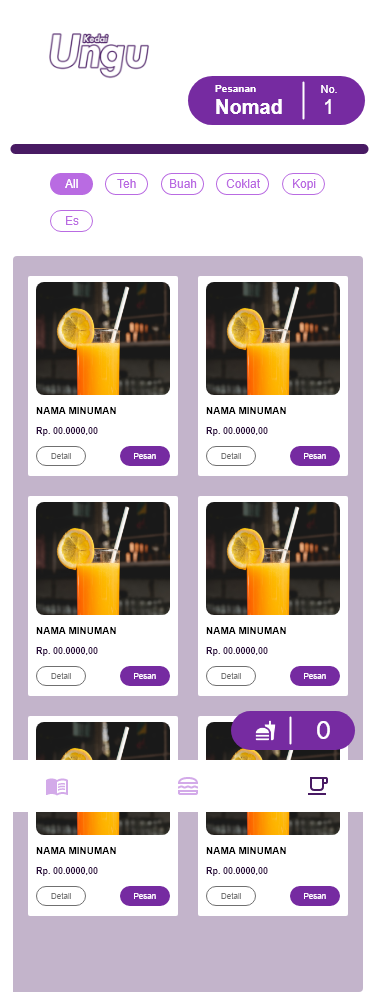 Kedai
Ungu
Pesanan
Nomad
No.
1
All
Teh
Buah
Coklat
Kopi
Es
NAMA MINUMAN
Rp. 00.0000,00
Detail
Pesan
NAMA MINUMAN
Rp. 00.0000,00
Detail
Pesan
NAMA MINUMAN
Rp. 00.0000,00
Detail
Pesan
NAMA MINUMAN
Rp. 00.0000,00
Detail
Pesan
0
NAMA MINUMAN
Rp. 00.0000,00
Detail
Pesan
NAMA MINUMAN
Rp. 00.0000,00
Detail
Pesan